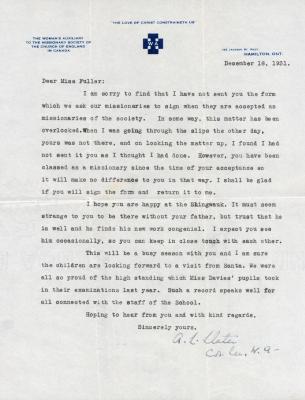 "THE LOVE OF CHRIST CONSTRAINETH US"
THE WOMAN'S AUXILIARY
TO THE MISSIONARY SOCIETY OF
THE CHURCH OF ENGLAND
IN CANADA
W A
HAMILTON, ONT.
December 16, 1931.
Dear Miss Fuller:
I am sorry to find that I have not sent you the form
which we ask our missionaries to sign when they are accepted as
missionaries of the society. In some way, this matter has been
overlooked.When I was going through the slips the other day,
yours was not there, and on looking the matter up, I found I had
not sent it you as I thought I had done. However, you have been
classed as a missionary since the time of your acceptance so
it will make no difference to you in that way. I shall be glad
if you will sign the form and return it to me.
I hope you are happy at the Shingwauk. It must seem
strange to you to be there without your father, but trust that he
is well and he finds his new work congenial. I expect you see
him occasionally, so you can keep in close touch with each other.
This will be a busy season with you and I am sure
the children are looking forward to a visit from Santa. We were
all so proud of the high standing which Miss Davies' pupils took
in their examinations last year. Such a record speaks well for
all connected with the staff of the School.
Hoping to hear from you and with kind regards.
Sincerely yours,